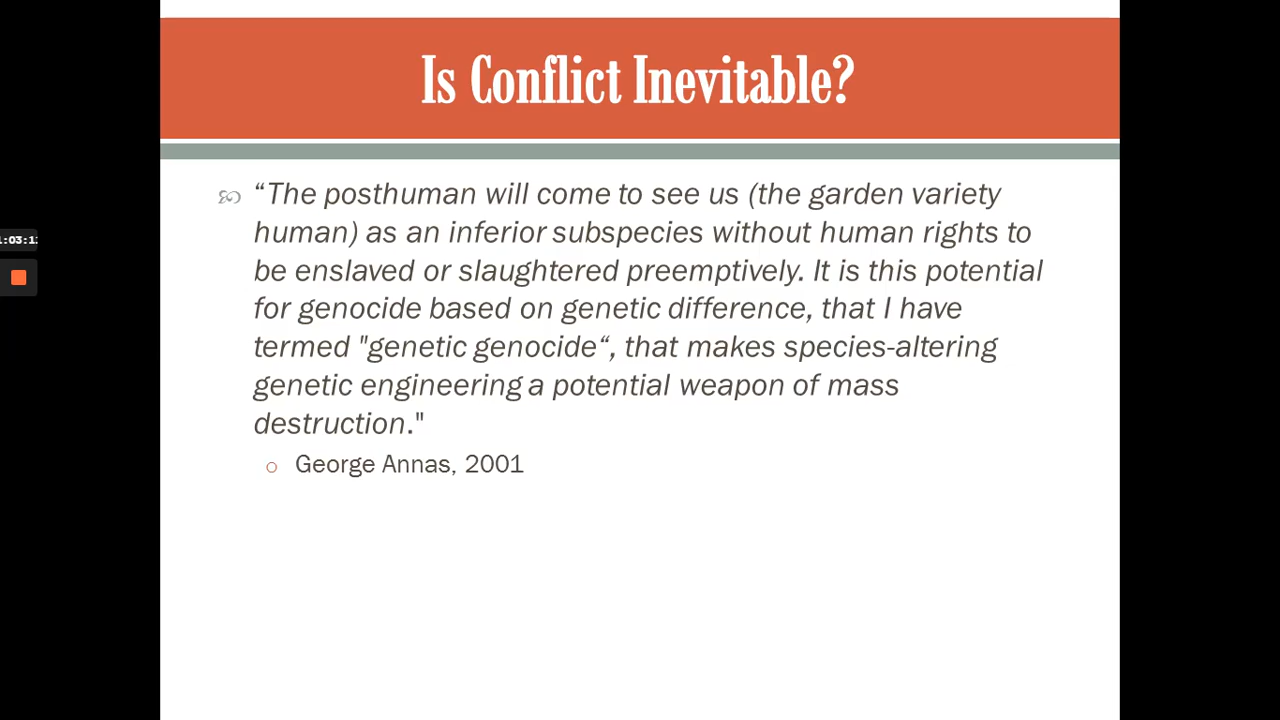 Is Conflict Inevitable?
“The posthuman will come to see us (the garden variety
human) as an inferior subspecies without human rights to
be enslaved or slaughtered preemptively. It is this potential
for genocide based on genetic difference, that I have
termed "genetic genocide“, that makes species-altering
genetic engineering a potential weapon of mass
destruction."
George Annas, 2001